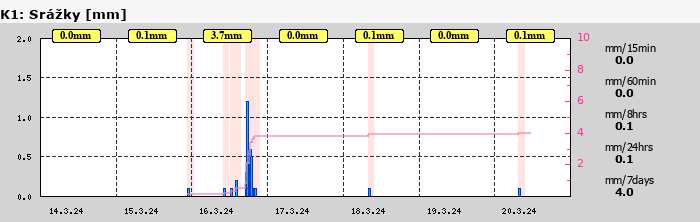 K1: Srážky [mm]
0.0mm 0.1mm 3.7mm 0.0mm 0.1mm 0.0mm 0.1mm
2.0
1.5
1.0
0.5
0.0
10
8
6
4
2
14.3.24 15.3.24 16.3.24 17.3.24 18.3.24 19.3.24 20.3.24
mm/15min
0.0
mm/60min
0.0
mm/8hrs
0.1
mm/24hrs
0.1
mm/7days
4.0